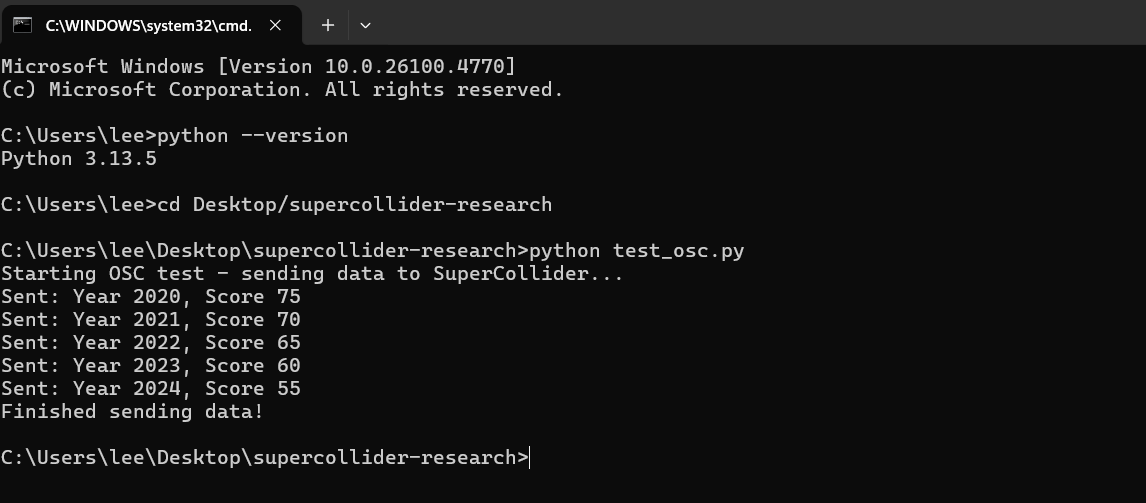 C:\WINDOWS\system32\cmd.
Microsoft Windows [Version 10.0.26100.4770]
(c) Microsoft Corporation. All rights reserved.
C:\Users\lee>python --version
Python 3.13.5
C:\Users\lee>cd Desktop/supercollider-research
C:\Users\lee\Desktop\supercollider-research>python test_osc.py
Starting OSC test - sending data to SuperCollider...
Sent: Year 2020, Score 75
Sent: Year 2021, Score 70
Sent: Year 2022, Score 65
Sent: Year 2023, Score 60
Sent: Year 2024, Score 55
Finished sending data!
C:\Users\lee\Desktop\supercollider-research>